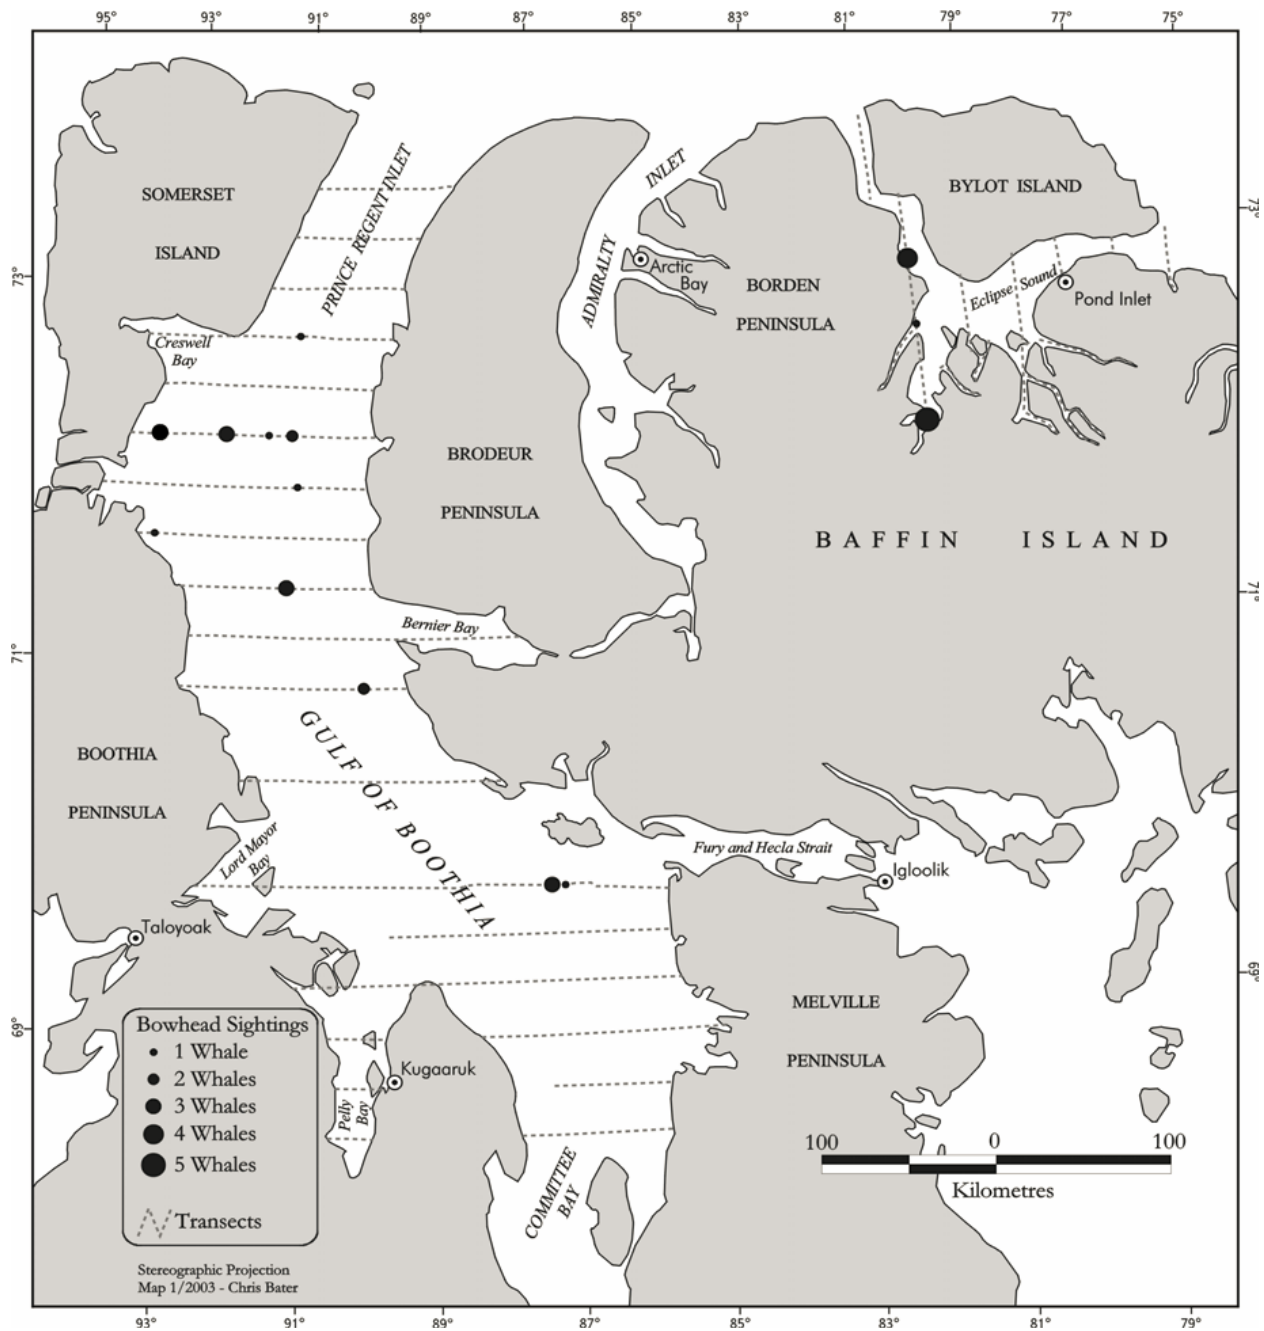 95° 93° 91° 89° 87° 85° 83° 81° 79° 77° 75°
SOMERSET
ISLAND
PRINCE REGENT INLET
ADMIRALTY
INLET
BYLOT ISLAND
73°
73°
Arctic
Bay
BORDEN
PENINSULA
Eclipse Sound
Pond Inlet
Creswell
Bay
BRODEUR
PENINSULA
BAFFIN ISLAND
71°
71°
Bernier Bay
GULF OF BOOTHIA
BOOTHIA
PENINSULA
Lord Mayor
Bay
Fury and Hecla Strait
Igloolik
Taloyoak
69°
69°
MELVILLE
PENINSULA
Kugaaruk
Pelly
Bay
COMMITTEE
BAY
Bowhead Sightings
1 Whale
2 Whales
3 Whales
4 Whales
5 Whales
Transects
100 0 100
Kilometres
Stereographic Projection
Map 1/2003 - Chris Bater
93° 91° 89° 87° 85° 83° 81° 79°